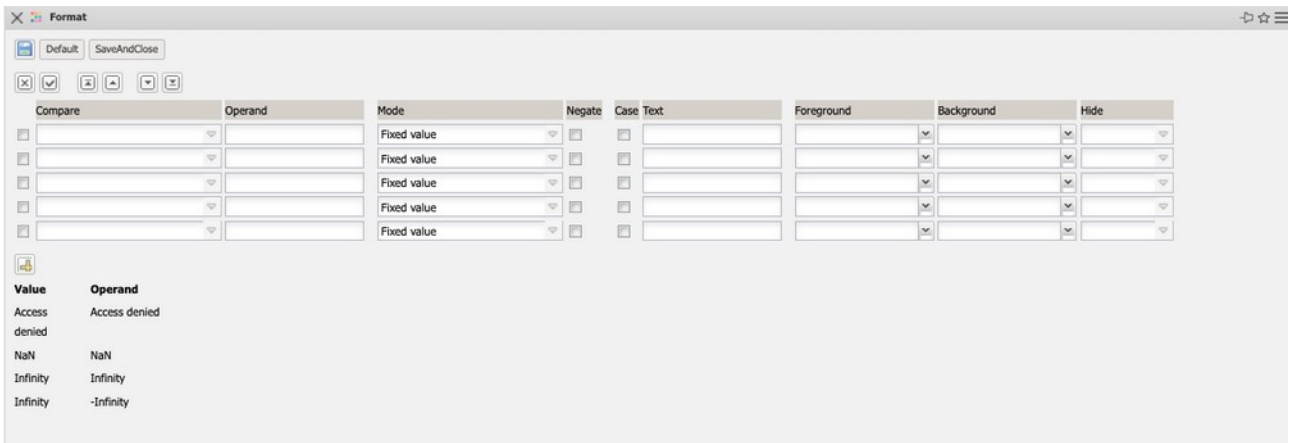 Format
Default SaveAndClose
Compare Operand Mode Negate Case Text Foreground Background Hide
Fixed value
Fixed value
Fixed value
Fixed value
Fixed value
Value Operand
Access denied Access denied
NaN NaN
Infinity Infinity
Infinity -Infinity